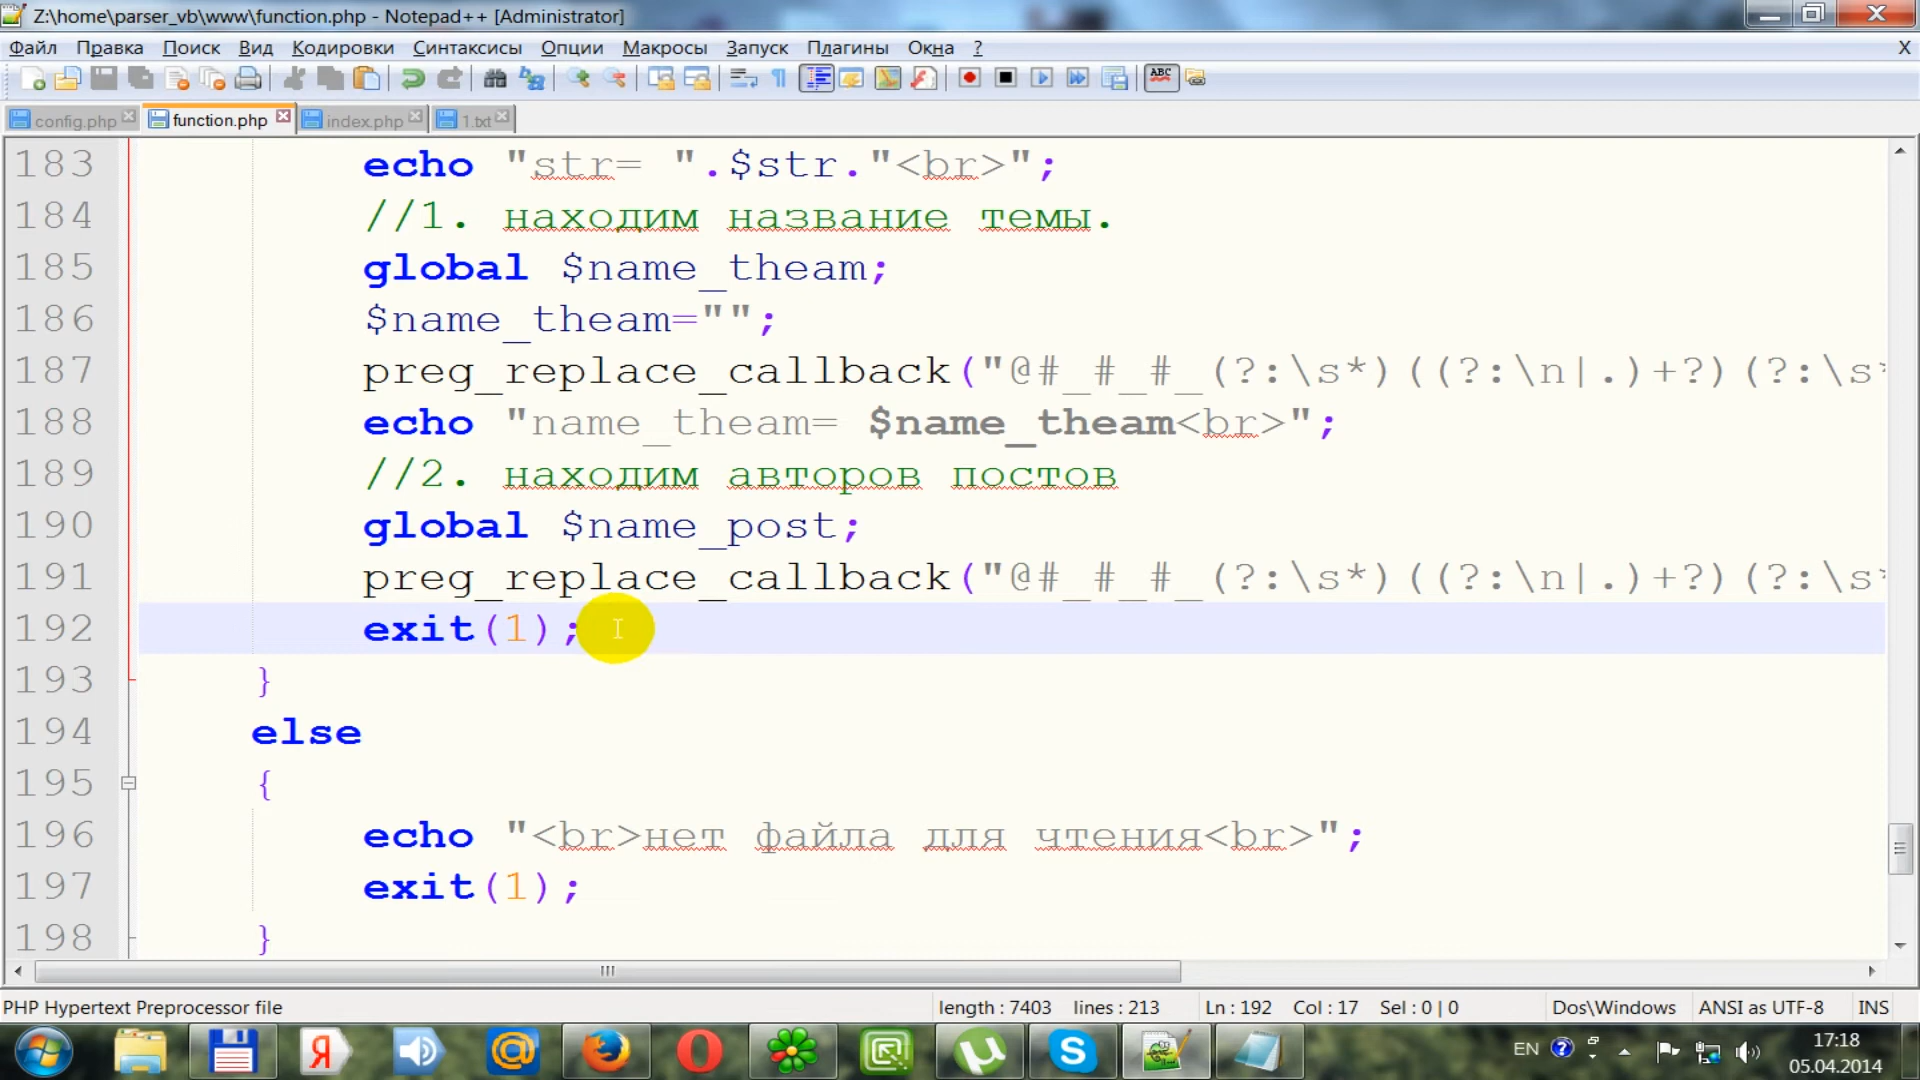 Z:\home\parser_vb\www\function.php - Notepad++ [Administrator]
Файл Правка Поиск Вид Кодировки Синтаксисы Опции Макросы Запуск Плагины Окна ? X
ABC
config.php function.php index.php 1.txt
183 echo "str= ".$str."<br>";
184 //1. находим название темы.
185 global $name_theam;
186 $name_theam="";
187 preg_replace_callback("@#_#_#_(?:\s*)((?:\n|.)+?)(?:\s*
188 echo "name_theam= $name_theam<br>";
189 //2. находим авторов постов
190 global $name_post;
191 preg_replace_callback("@#_#_#_(?:\s*)((?:\n|.)+?)(?:\s*
192 exit(1);
193 }
194 else
195 {
196 echo "<br>нет файла для чтения<br>";
197 exit(1);
198 }
PHP Hypertext Preprocessor file length : 7403 lines : 213 Ln : 192 Col : 17 Sel : 0 | 0 Dos\Windows ANSI as UTF-8 INS
EN 17:18
05.04.2014